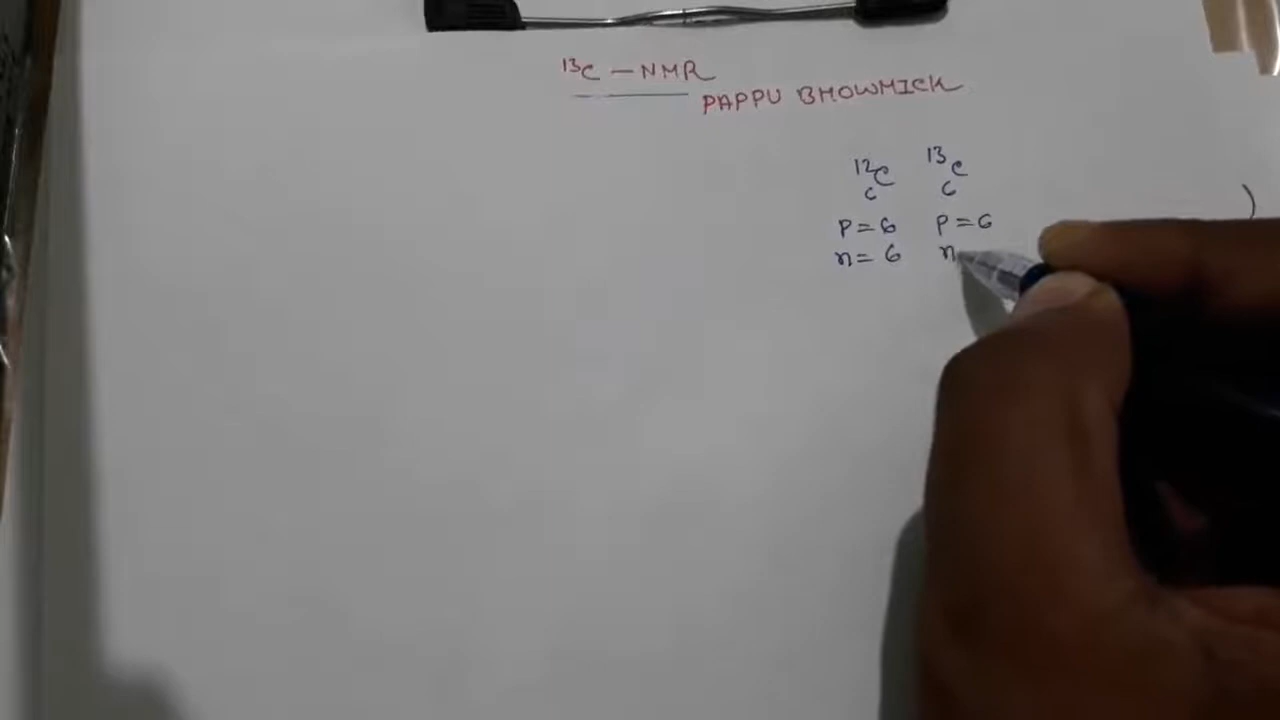 13C - NMR
PAPPU BHOWMICK
12C 13C
6 6
P = 6 P = 6
n = 6 n